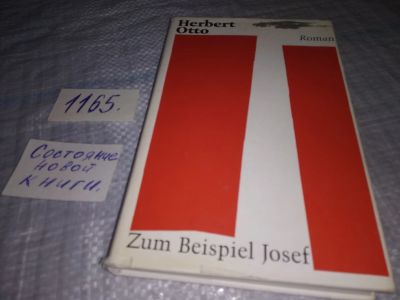 Herbert
Otto
Roman
1165.
Состояние
новой
книги.
Zum Beispiel Josef